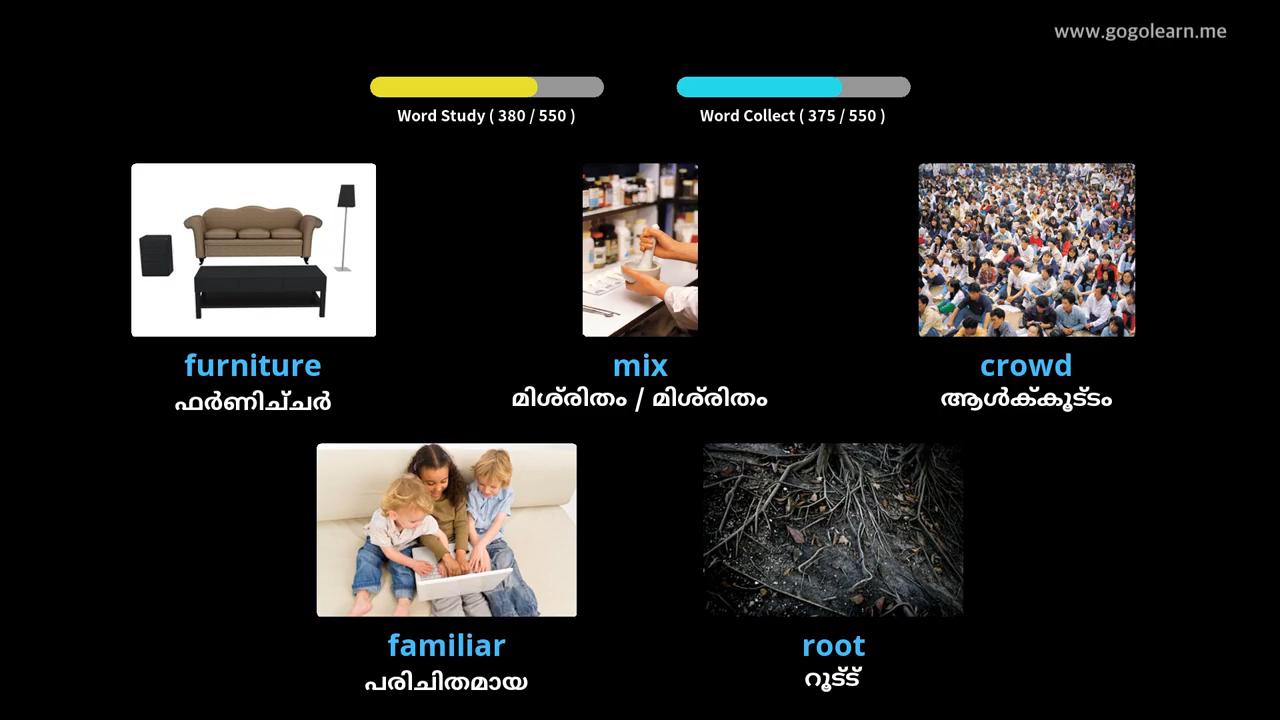 www.gogolearn.me
Word Study ( 380 / 550 )
Word Collect ( 375 / 550 )
furniture
ഫർണിച്ചർ
mix
മിശ്രിതം / മിശ്രിതം
crowd
ആൾക്കൂട്ടം
familiar
പരിചിതമായ
root
റൂട്ട്